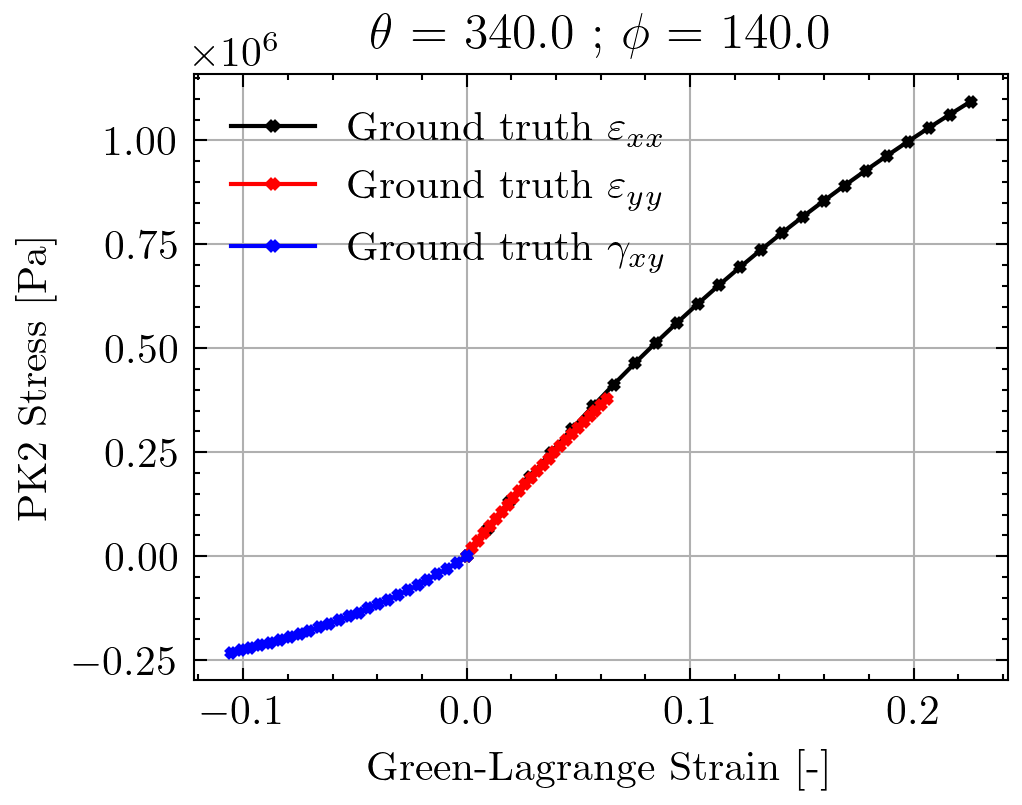 θ = 340.0 ; ϕ = 140.0
×10⁶
Ground truth εₓₓ
Ground truth ε_yy
Ground truth γ_xy
1.00
0.75
0.50
0.25
0.00
−0.25
PK2 Stress [Pa]
−0.1 0.0 0.1 0.2
Green-Lagrange Strain [-]